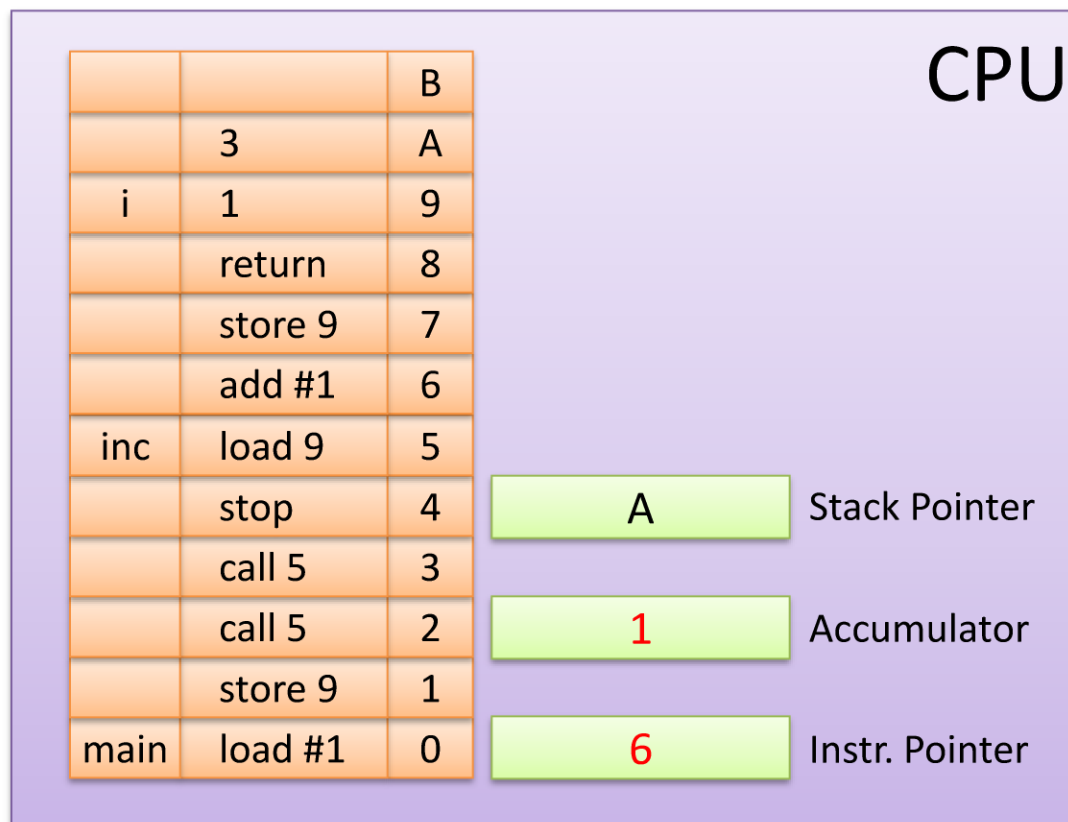 CPU
B
3 A
i 1 9
return 8
store 9 7
add #1 6
inc load 9 5
stop 4 A Stack Pointer
call 5 3
call 5 2 1 Accumulator
store 9 1
main load #1 0 6 Instr. Pointer